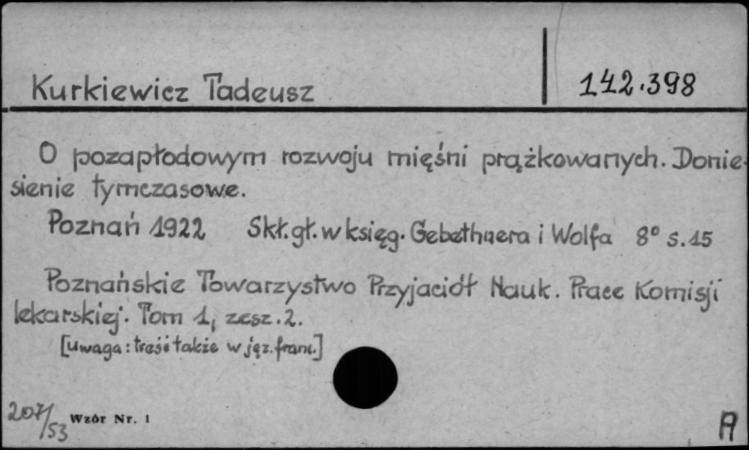 Kurkiewicz Tadeusz 142.398
O pozapłodowym rozwoju mięśni prążkowanych. Donie-
sienie tymczasowe.
Poznań 1922 Skł.gł. w księg. Gebethnera i Wolfa 8° s.15
Poznańskie Towarzystwo Przyjaciół Nauk. Prace Komisji
lekarskiej. Tom 1, zesz. 2.
[Uwaga: treść także w jęz. franc.]
207/53 Wzór Nr. 1 A